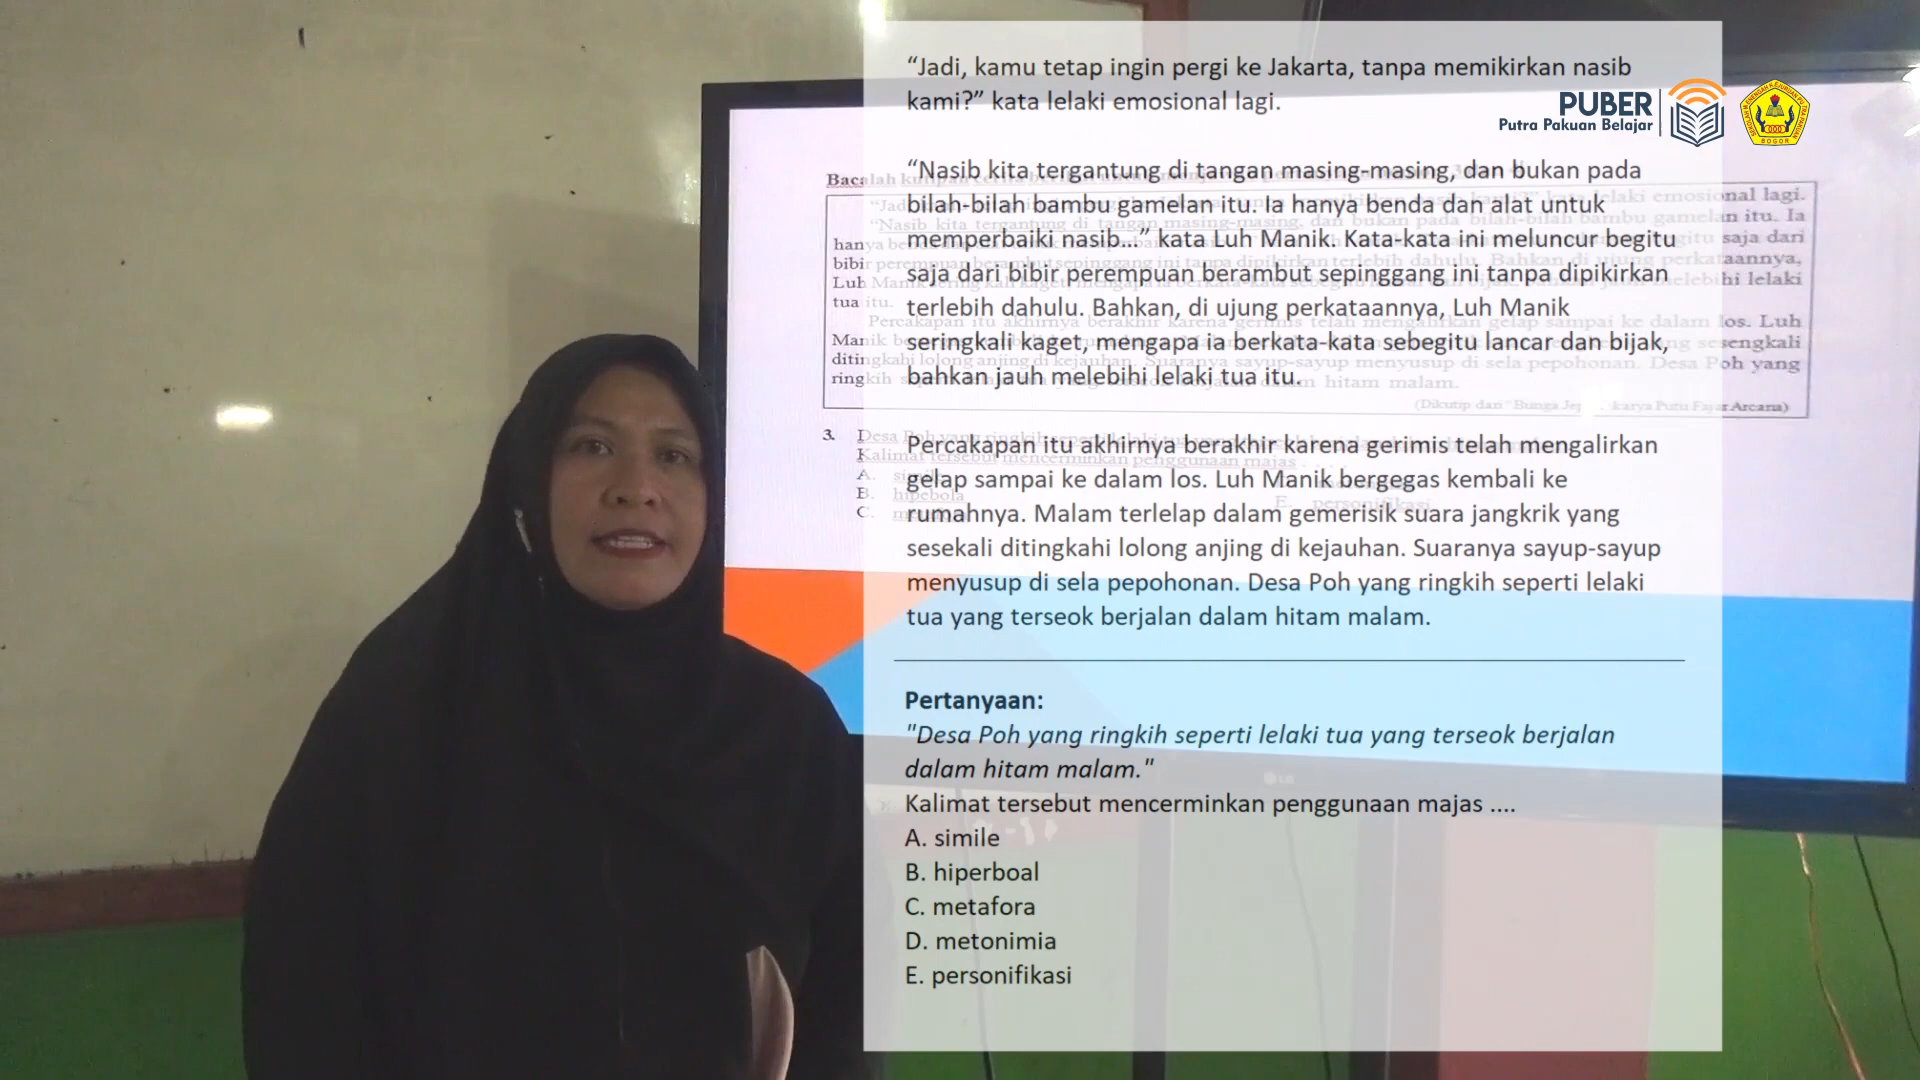 “Jadi, kamu tetap ingin pergi ke Jakarta, tanpa memikirkan nasib
kami?” kata lelaki emosional lagi.
PUBER
Putra Pakuan Belajar
BOGOR
“Nasib kita tergantung di tangan masing-masing, dan bukan pada
bilah-bilah bambu gamelan itu. Ia hanya benda dan alat untuk
memperbaiki nasib...” kata Luh Manik. Kata-kata ini meluncur begitu
saja dari bibir perempuan berambut sepinggang ini tanpa dipikirkan
terlebih dahulu. Bahkan, di ujung perkataannya, Luh Manik
seringkali kaget, mengapa ia berkata-kata sebegitu lancar dan bijak,
bahkan jauh melebihi lelaki tua itu.
Percakapan itu akhirnya berakhir karena gerimis telah mengalirkan
gelap sampai ke dalam los. Luh Manik bergegas kembali ke
rumahnya. Malam terlelap dalam gemerisik suara jangkrik yang
sesekali ditingkahi lolong anjing di kejauhan. Suaranya sayup-sayup
menyusup di sela pepohonan. Desa Poh yang ringkih seperti lelaki
tua yang terseok berjalan dalam hitam malam.
Pertanyaan:
"Desa Poh yang ringkih seperti lelaki tua yang terseok berjalan
dalam hitam malam."
Kalimat tersebut mencerminkan penggunaan majas ....
A. simile
B. hiperboal
C. metafora
D. metonimia
E. personifikasi